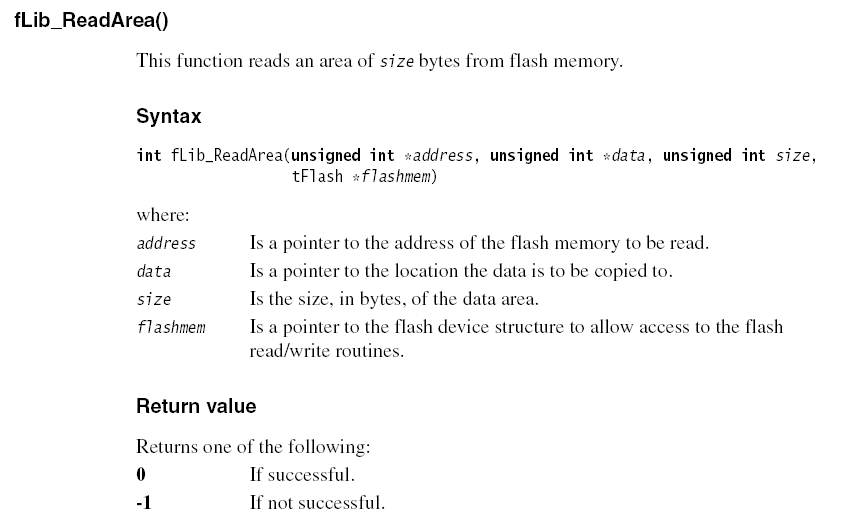 fLib_ReadArea()
This function reads an area of size bytes from flash memory.
Syntax
int fLib_ReadArea(unsigned int *address, unsigned int *data, unsigned int size,
tFlash *flashmem)
where:
address Is a pointer to the address of the flash memory to be read.
data Is a pointer to the location the data is to be copied to.
size Is the size, in bytes, of the data area.
flashmem Is a pointer to the flash device structure to allow access to the flash
read/write routines.
Return value
Returns one of the following:
0 If successful.
-1 If not successful.